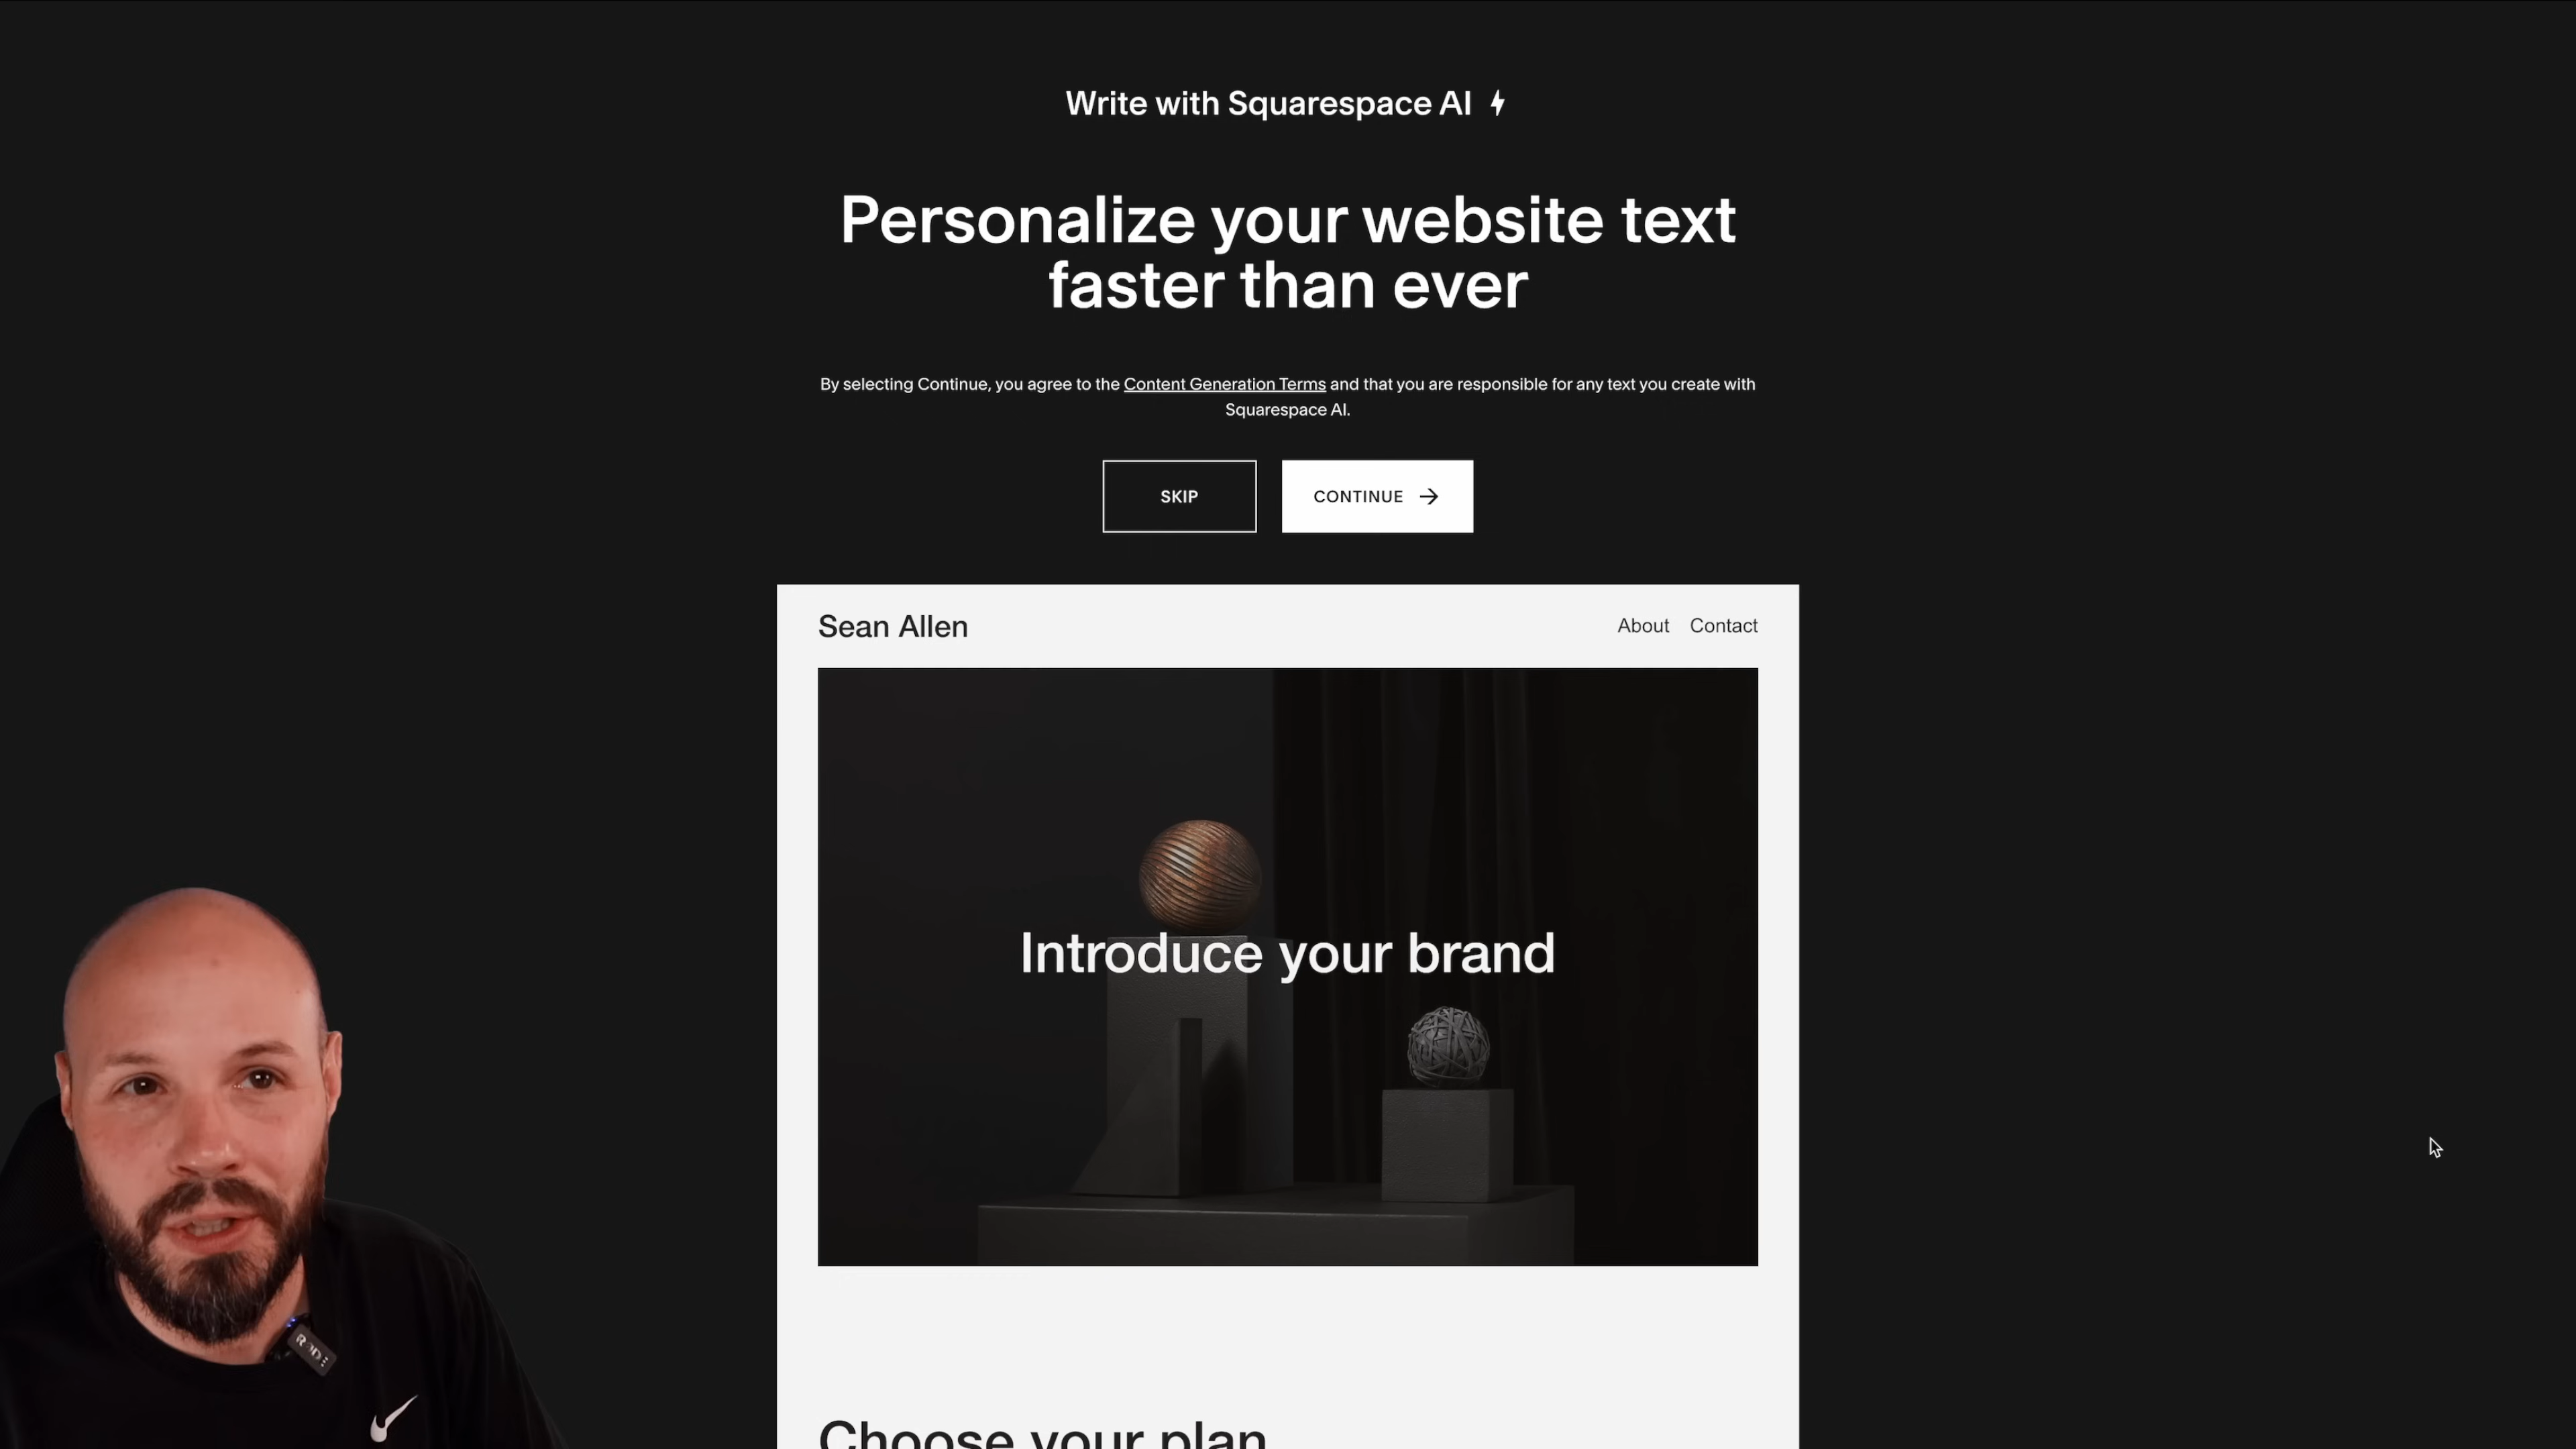 Write with Squarespace AI
Personalize your website text
faster than ever
By selecting Continue, you agree to the Content Generation Terms and that you are responsible for any text you create with
Squarespace AI.
SKIP
CONTINUE →
Sean Allen
About
Contact
Introduce your brand
RØDE
Choose your plan